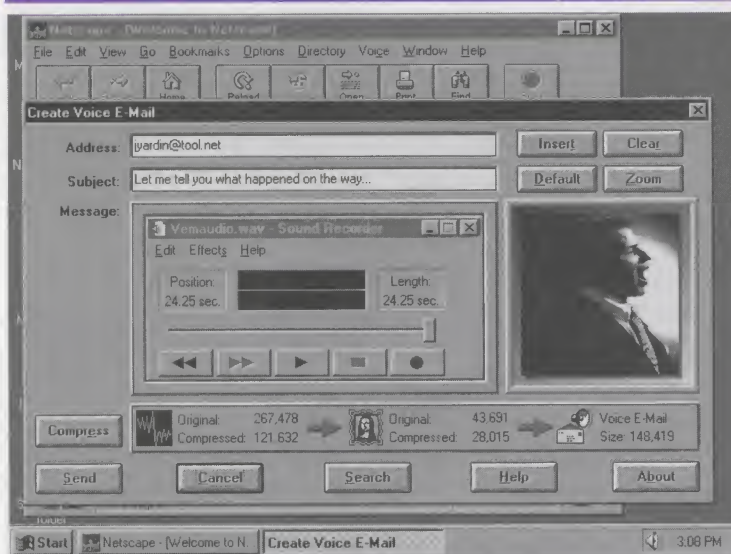 Netscape - [Welcome to Netscape]
File Edit View Go Bookmarks Options Directory Voice Window Help
Home Reload Open Print Find
Create Voice E-Mail
Address: jyardin@tool.net Insert Clear
Subject: Let me tell you what happened on the way... Default Zoom
Message:
Vemaudio.wav - Sound Recorder
Edit Effects Help
Position: Length:
24.25 sec. 24.25 sec.
Compress
Original: 267,478 Original: 43,691 Voice E-Mail
Compressed: 121,632 Compressed: 28,015 Size: 148,419
Send Cancel Search Help About
folder
Start Netscape - [Welcome to N... Create Voice E-Mail 3:08 PM